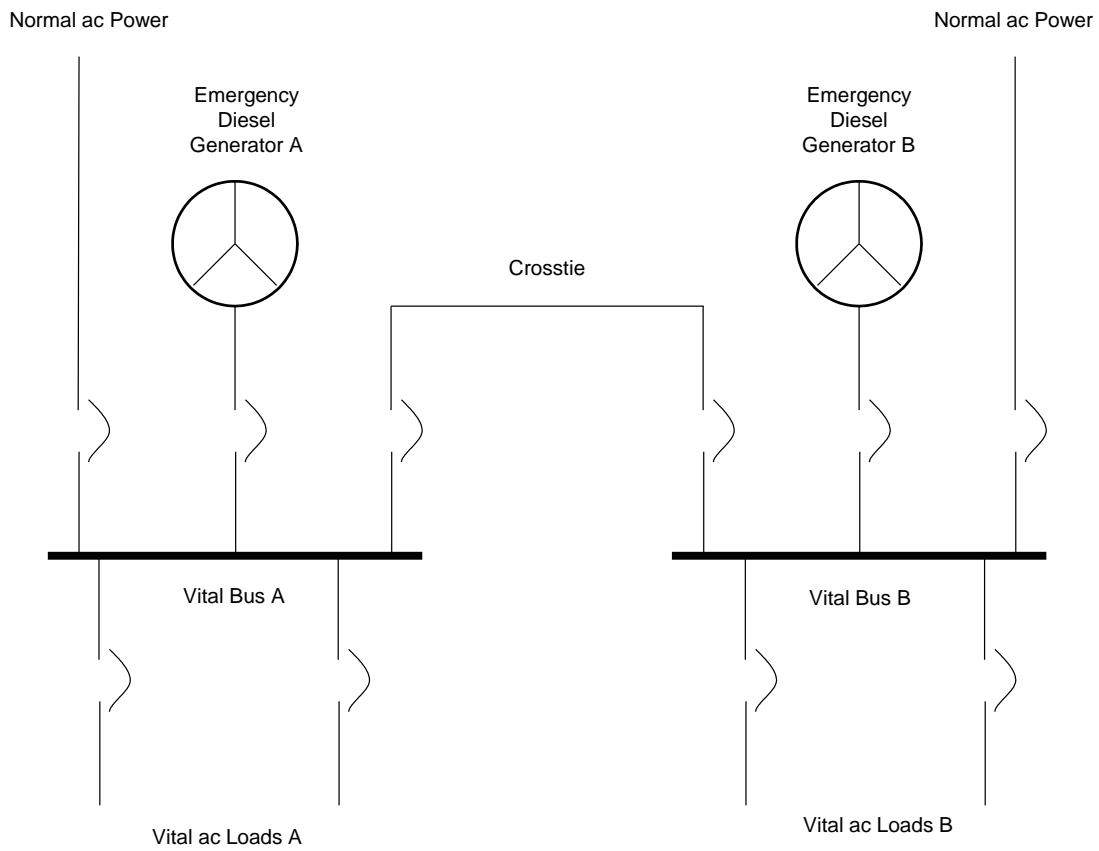 Normal ac Power
Normal ac Power
Emergency
Diesel
Generator A
Emergency
Diesel
Generator B
Crosstie
Vital Bus A
Vital Bus B
Vital ac Loads A
Vital ac Loads B